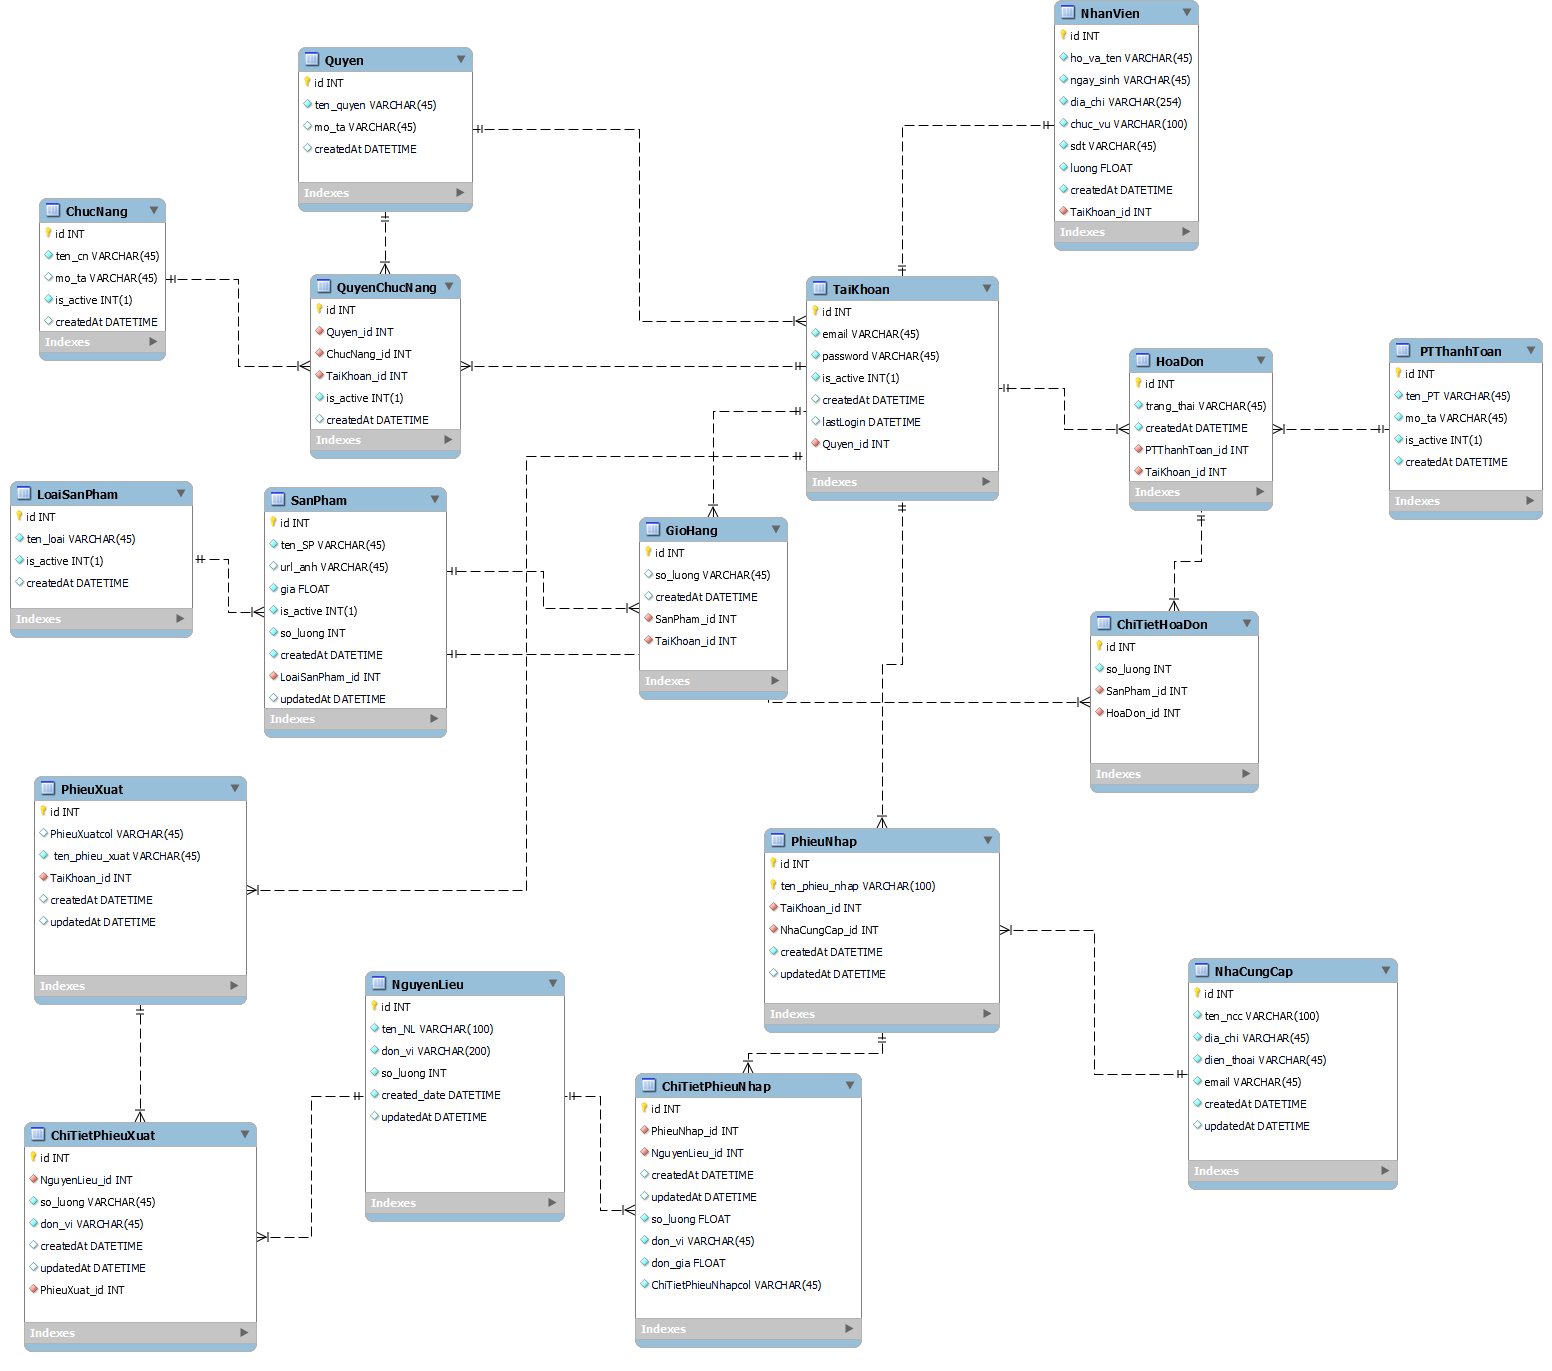 NhanVien
id INT
ho_va_ten VARCHAR(45)
ngay_sinh VARCHAR(45)
dia_chi VARCHAR(254)
chuc_vu VARCHAR(100)
sdt VARCHAR(45)
luong FLOAT
createdAt DATETIME
TaiKhoan_id INT
Indexes
Quyen
id INT
ten_quyen VARCHAR(45)
mo_ta VARCHAR(45)
createdAt DATETIME
Indexes
ChucNang
id INT
ten_cn VARCHAR(45)
mo_ta VARCHAR(45)
is_active INT(1)
createdAt DATETIME
Indexes
QuyenChucNang
id INT
Quyen_id INT
ChucNang_id INT
TaiKhoan_id INT
is_active INT(1)
createdAt DATETIME
Indexes
TaiKhoan
id INT
email VARCHAR(45)
password VARCHAR(45)
is_active INT(1)
createdAt DATETIME
lastLogin DATETIME
Quyen_id INT
Indexes
HoaDon
id INT
trang_thai VARCHAR(45)
createdAt DATETIME
PTThanhToan_id INT
TaiKhoan_id INT
Indexes
PTThanhToan
id INT
ten_PT VARCHAR(45)
mo_ta VARCHAR(45)
is_active INT(1)
createdAt DATETIME
Indexes
LoaiSanPham
id INT
ten_loai VARCHAR(45)
is_active INT(1)
createdAt DATETIME
Indexes
SanPham
id INT
ten_SP VARCHAR(45)
url_anh VARCHAR(45)
gia FLOAT
is_active INT(1)
so_luong INT
createdAt DATETIME
LoaiSanPham_id INT
updatedAt DATETIME
Indexes
GioHang
id INT
so_luong VARCHAR(45)
createdAt DATETIME
SanPham_id INT
TaiKhoan_id INT
Indexes
ChiTietHoaDon
id INT
so_luong INT
SanPham_id INT
HoaDon_id INT
Indexes
PhieuXuat
id INT
PhieuXuatcol VARCHAR(45)
ten_phieu_xuat VARCHAR(45)
TaiKhoan_id INT
createdAt DATETIME
updatedAt DATETIME
Indexes
PhieuNhap
id INT
ten_phieu_nhap VARCHAR(100)
TaiKhoan_id INT
NhaCungCap_id INT
createdAt DATETIME
updatedAt DATETIME
Indexes
NhaCungCap
id INT
ten_ncc VARCHAR(100)
dia_chi VARCHAR(45)
dien_thoai VARCHAR(45)
email VARCHAR(45)
createdAt DATETIME
updatedAt DATETIME
Indexes
NguyenLieu
id INT
ten_NL VARCHAR(100)
don_vi VARCHAR(200)
so_luong INT
created_date DATETIME
updatedAt DATETIME
Indexes
ChiTietPhieuNhap
id INT
PhieuNhap_id INT
NguyenLieu_id INT
createdAt DATETIME
updatedAt DATETIME
so_luong FLOAT
don_vi VARCHAR(45)
don_gia FLOAT
ChiTietPhieuNhapcol VARCHAR(45)
Indexes
ChiTietPhieuXuat
id INT
NguyenLieu_id INT
so_luong VARCHAR(45)
don_vi VARCHAR(45)
createdAt DATETIME
updatedAt DATETIME
PhieuXuat_id INT
Indexes